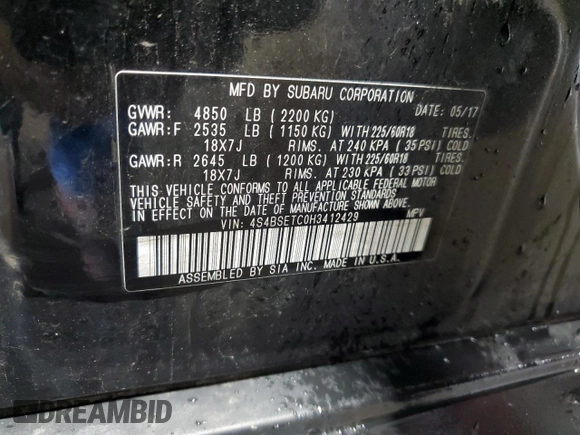 MFD BY SUBARU CORPORATION
GVWR: 4850 LB ( 2200 KG) DATE: 05/17
GAWR:F 2535 LB ( 1150 KG) WITH 225/60R18 TIRES,
18X7J RIMS, AT 240 KPA ( 35 PSI) COLD
GAWR:R 2645 LB ( 1200 KG) WITH 225/60R18 TIRES,
18X7J RIMS, AT 230 KPA ( 33 PSI) COLD
THIS VEHICLE CONFORMS TO ALL APPLICABLE FEDERAL MOTOR
VEHICLE SAFETY AND THEFT PREVENTION STANDARDS
IN EFFECT ON THE DATE OF MANUFACTURE SHOWN ABOVE.
VIN: 4S4BSETC0H3412429 MPV
ASSEMBLED BY SIA INC. MADE IN U.S.A.
DREAMBID